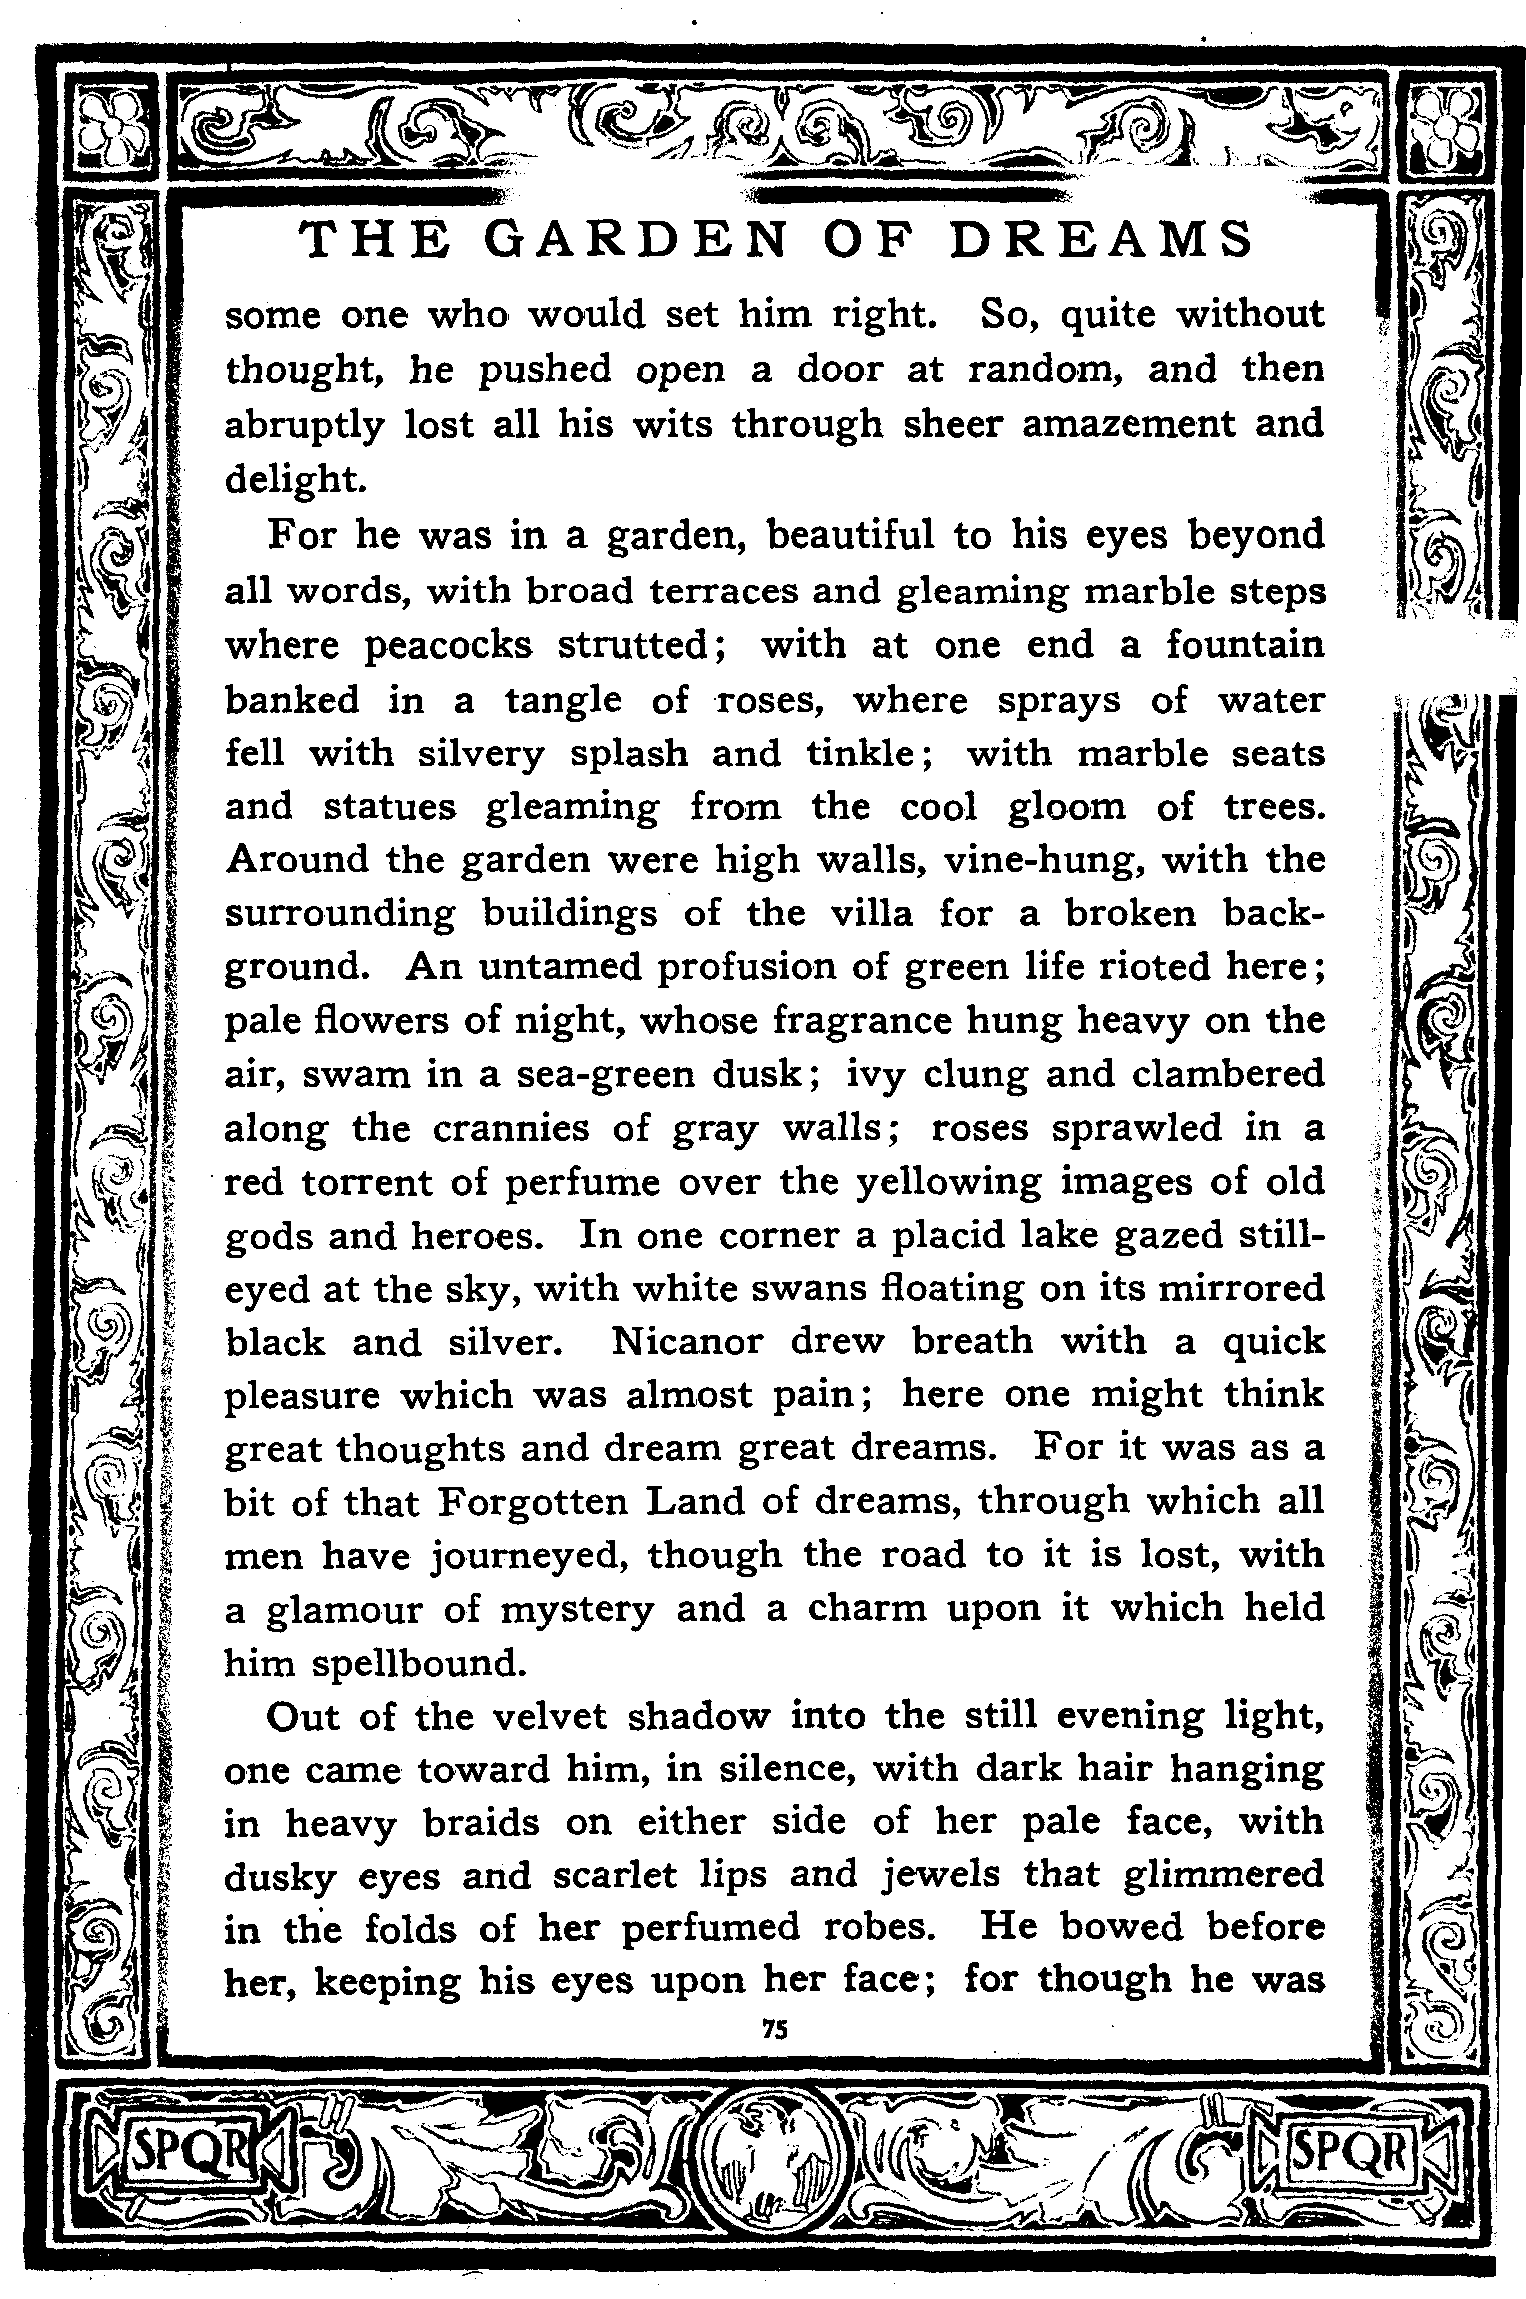 THE GARDEN OF DREAMS
some one who would set him right. So, quite without
thought, he pushed open a door at random, and then
abruptly lost all his wits through sheer amazement and
delight.
For he was in a garden, beautiful to his eyes beyond
all words, with broad terraces and gleaming marble steps
where peacocks strutted; with at one end a fountain
banked in a tangle of roses, where sprays of water
fell with silvery splash and tinkle; with marble seats
and statues gleaming from the cool gloom of trees.
Around the garden were high walls, vine-hung, with the
surrounding buildings of the villa for a broken back-
ground. An untamed profusion of green life rioted here;
pale flowers of night, whose fragrance hung heavy on the
air, swam in a sea-green dusk; ivy clung and clambered
along the crannies of gray walls; roses sprawled in a
red torrent of perfume over the yellowing images of old
gods and heroes. In one corner a placid lake gazed still-
eyed at the sky, with white swans floating on its mirrored
black and silver. Nicanor drew breath with a quick
pleasure which was almost pain; here one might think
great thoughts and dream great dreams. For it was as a
bit of that Forgotten Land of dreams, through which all
men have journeyed, though the road to it is lost, with
a glamour of mystery and a charm upon it which held
him spellbound.
Out of the velvet shadow into the still evening light,
one came toward him, in silence, with dark hair hanging
in heavy braids on either side of her pale face, with
dusky eyes and scarlet lips and jewels that glimmered
in the folds of her perfumed robes. He bowed before
her, keeping his eyes upon her face; for though he was
75
SPQR SPQR